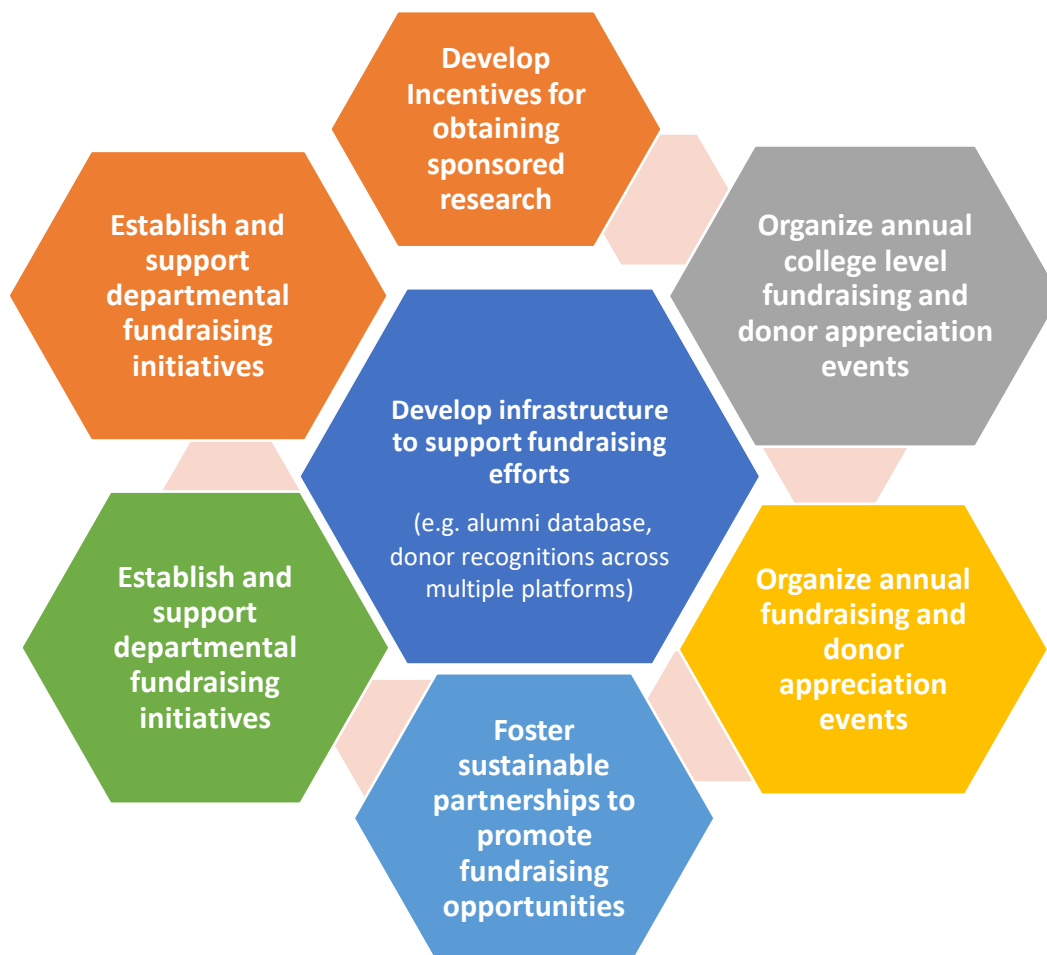 Develop
Incentives for
obtaining
sponsored
research
Organize annual
college level
fundraising and
donor appreciation
events
Organize annual
fundraising and
donor
appreciation
events
Foster
sustainable
partnerships to
promote
fundraising
opportunities
Establish and
support
departmental
fundraising
initiatives
Establish and
support
departmental
fundraising
initiatives
Develop infrastructure
to support fundraising
efforts
(e.g. alumni database,
donor recognitions across
multiple platforms)